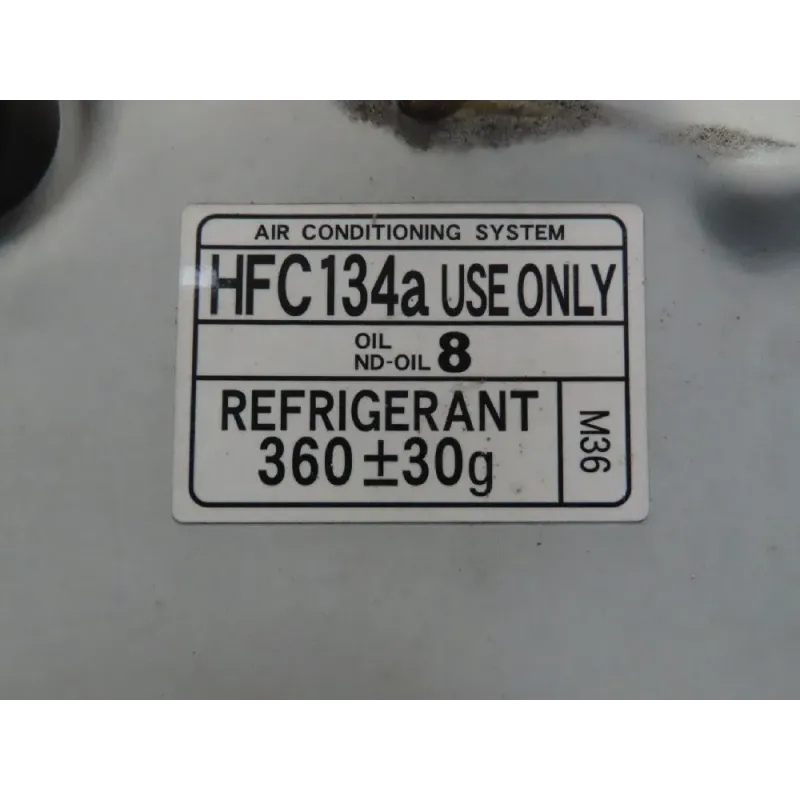 AIR CONDITIONING SYSTEM
HFC134a USE ONLY
OIL
ND-OIL 8
REFRIGERANT
360±30g
M36